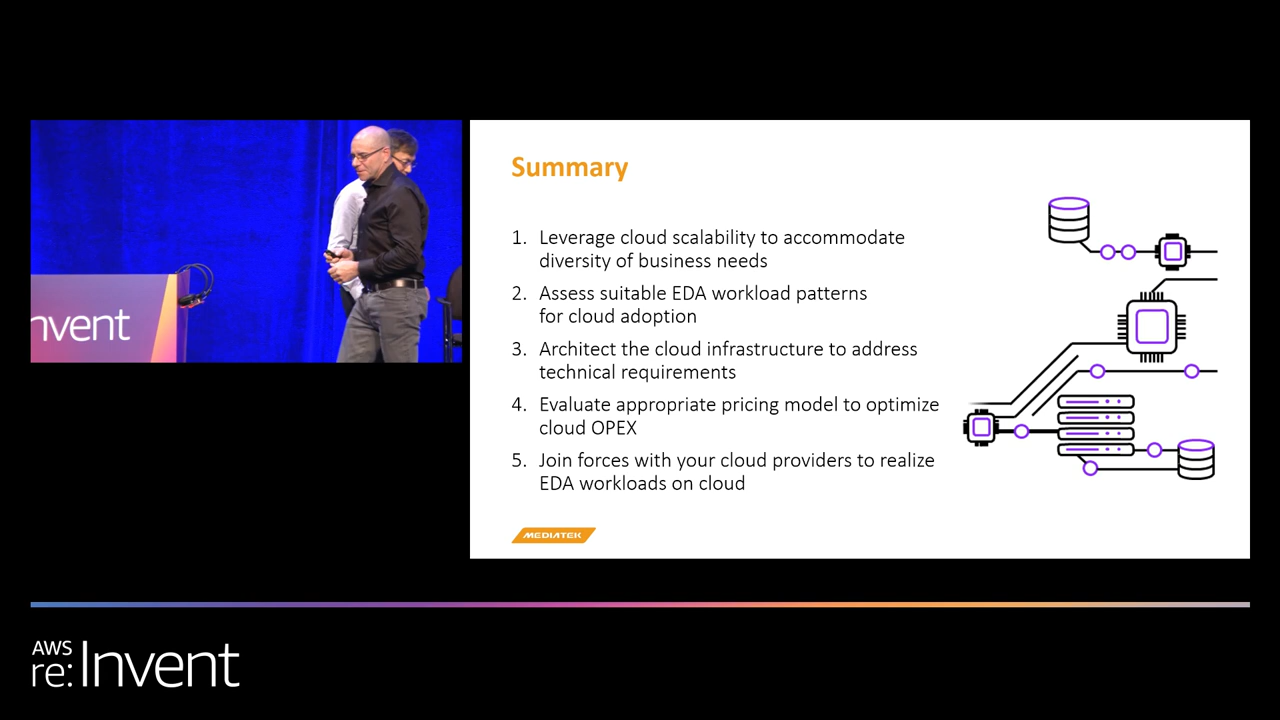 Summary
1. Leverage cloud scalability to accommodate
diversity of business needs
2. Assess suitable EDA workload patterns
for cloud adoption
3. Architect the cloud infrastructure to address
technical requirements
4. Evaluate appropriate pricing model to optimize
cloud OPEX
5. Join forces with your cloud providers to realize
EDA workloads on cloud
MEDIATEK
nvent
AWS
re:Invent